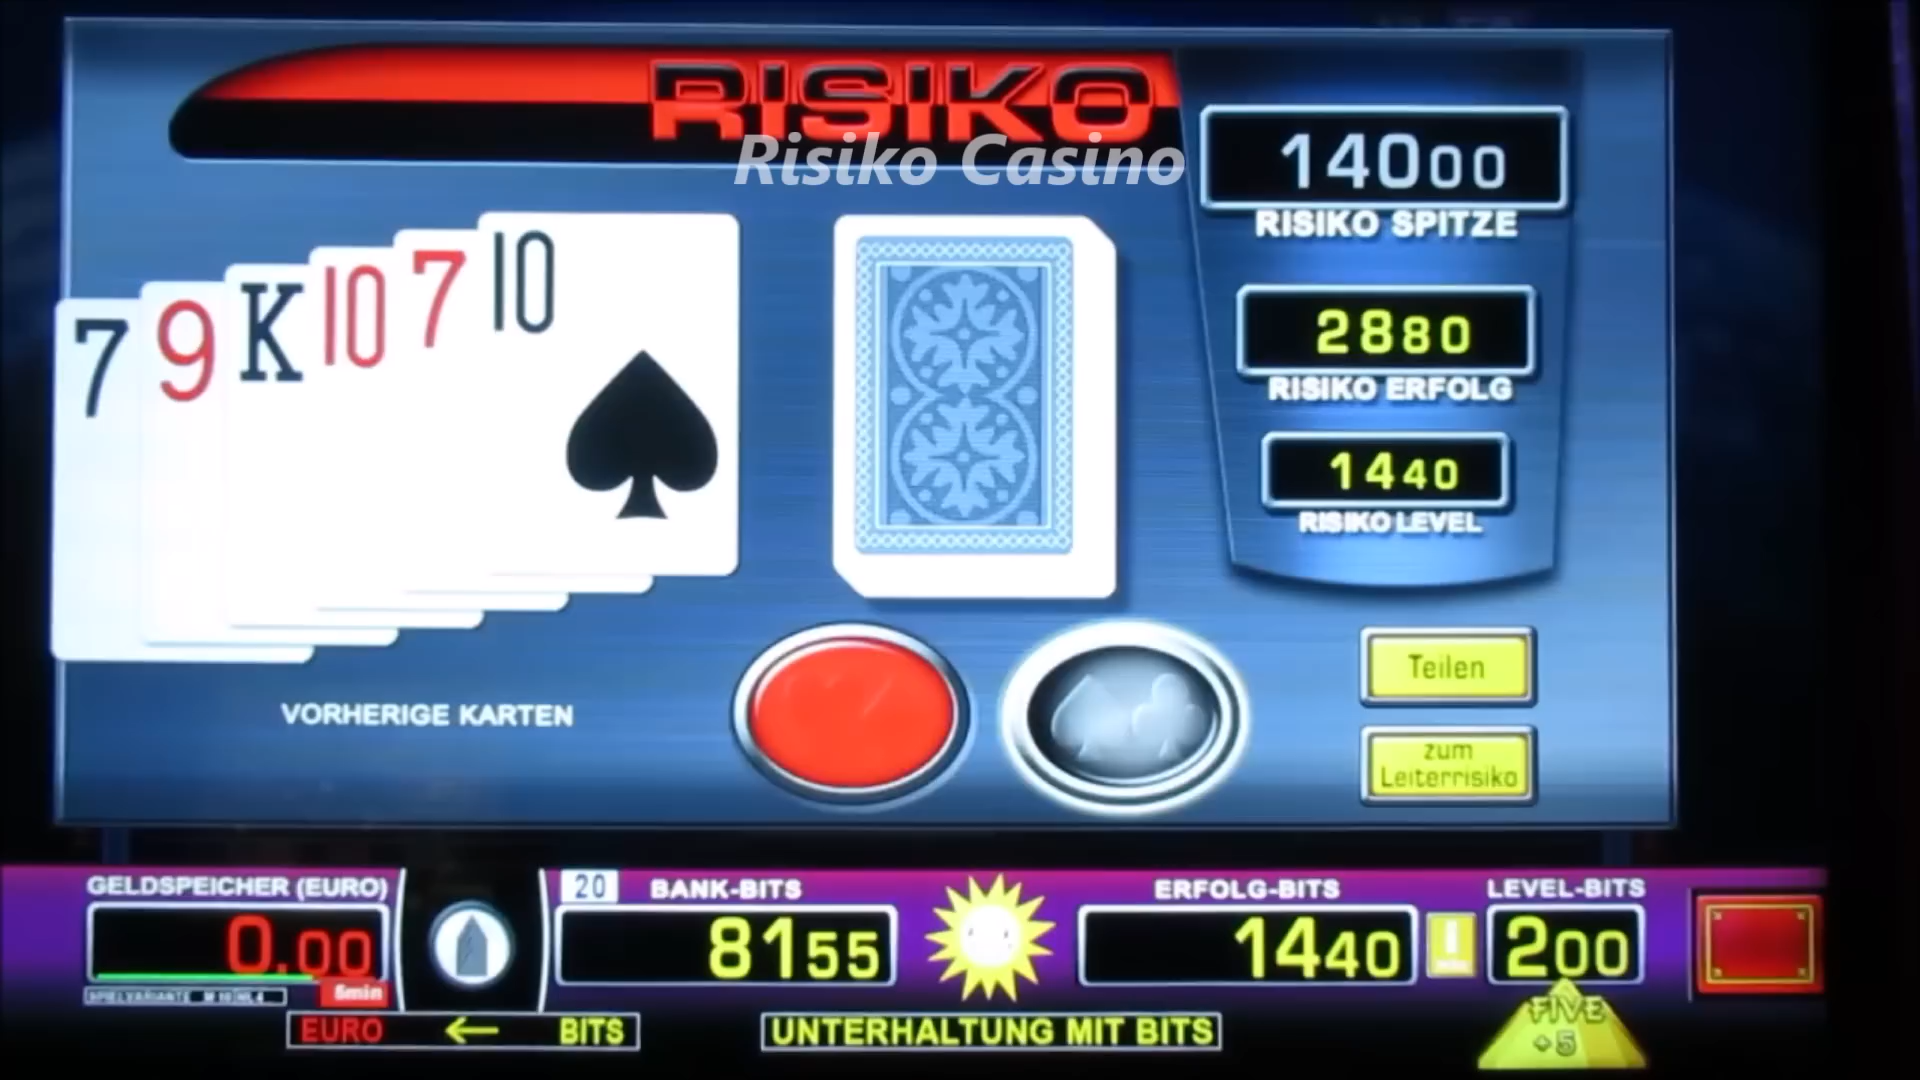 RISIKO
Risiko Casino
14000
RISIKO SPITZE
2880
RISIKO ERFOLG
1440
RISIKO LEVEL
7 9 K 10 7 10
VORHERIGE KARTEN
Teilen
zum
Leiterrisiko
GELDSPEICHER (EURO)
0.00
5min
20
BANK-BITS
8155
ERFOLG-BITS
1440
LEVEL-BITS
200
EURO ← BITS
UNTERHALTUNG MIT BITS
FIVE
+5